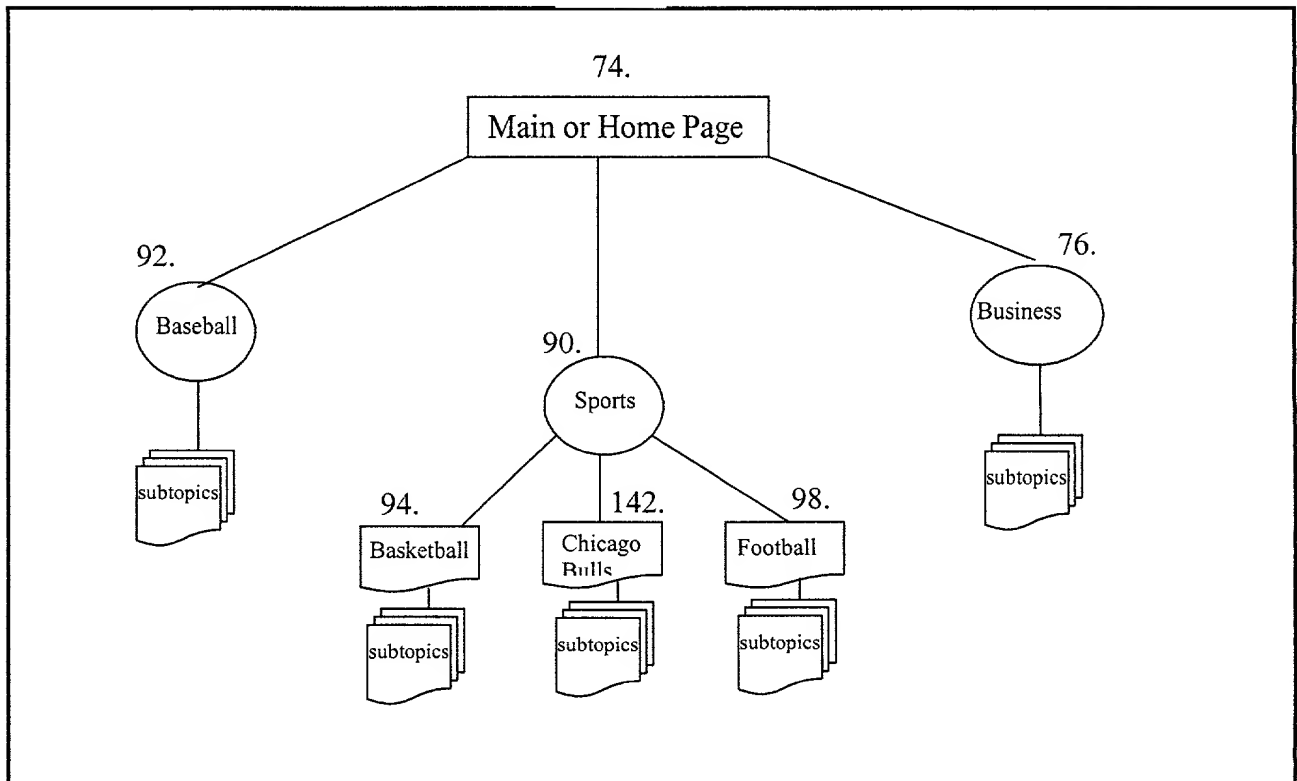 74.
Main or Home Page
92.
76.
Baseball
Business
90.
Sports
subtopics
subtopics
94.
142.
98.
Basketball
Chicago
Bulls
Football
subtopics
subtopics
subtopics